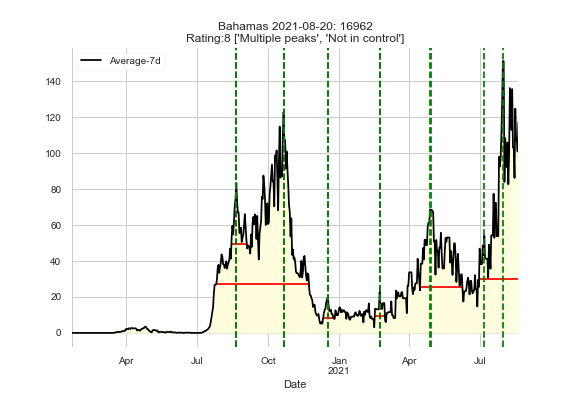 Bahamas 2021-08-20: 16962
Rating:8 ['Multiple peaks', 'Not in control']
Average-7d
140
120
100
80
60
40
20
0
Apr
Jul
Oct
Jan
2021
Apr
Jul
Date